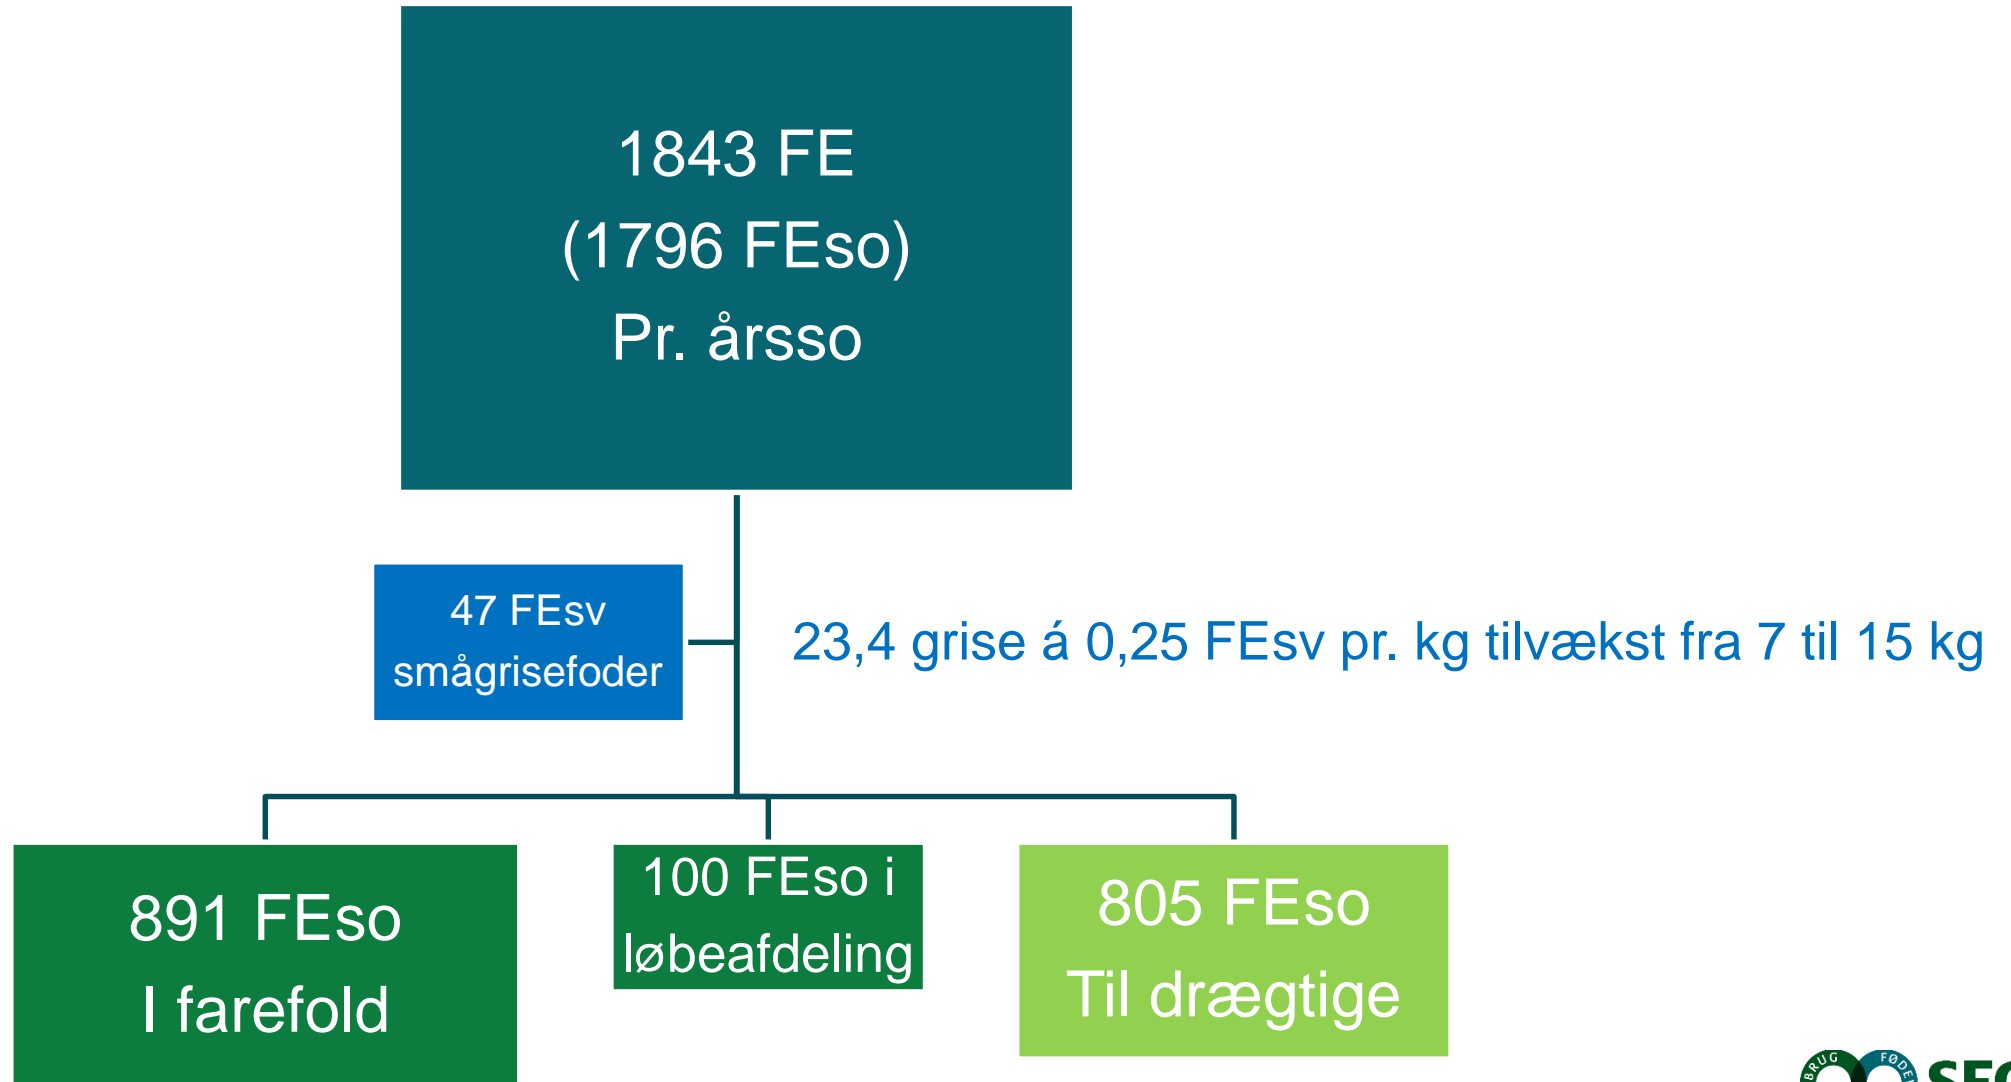 1843 FE
(1796 FEso)
Pr. årsso
47 FEsv
smågrisefoder
23,4 grise á 0,25 FEsv pr. kg tilvækst fra 7 til 15 kg
891 FEso
I farefold
100 FEso i
løbeafdeling
805 FEso
Til drægtige